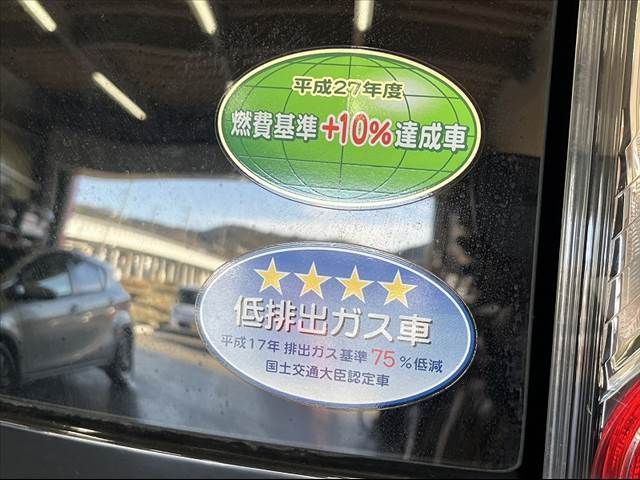 平成27年度
燃費基準+10%達成車
低排出ガス車
平成17年 排出ガス基準75%低減
国土交通大臣認定車